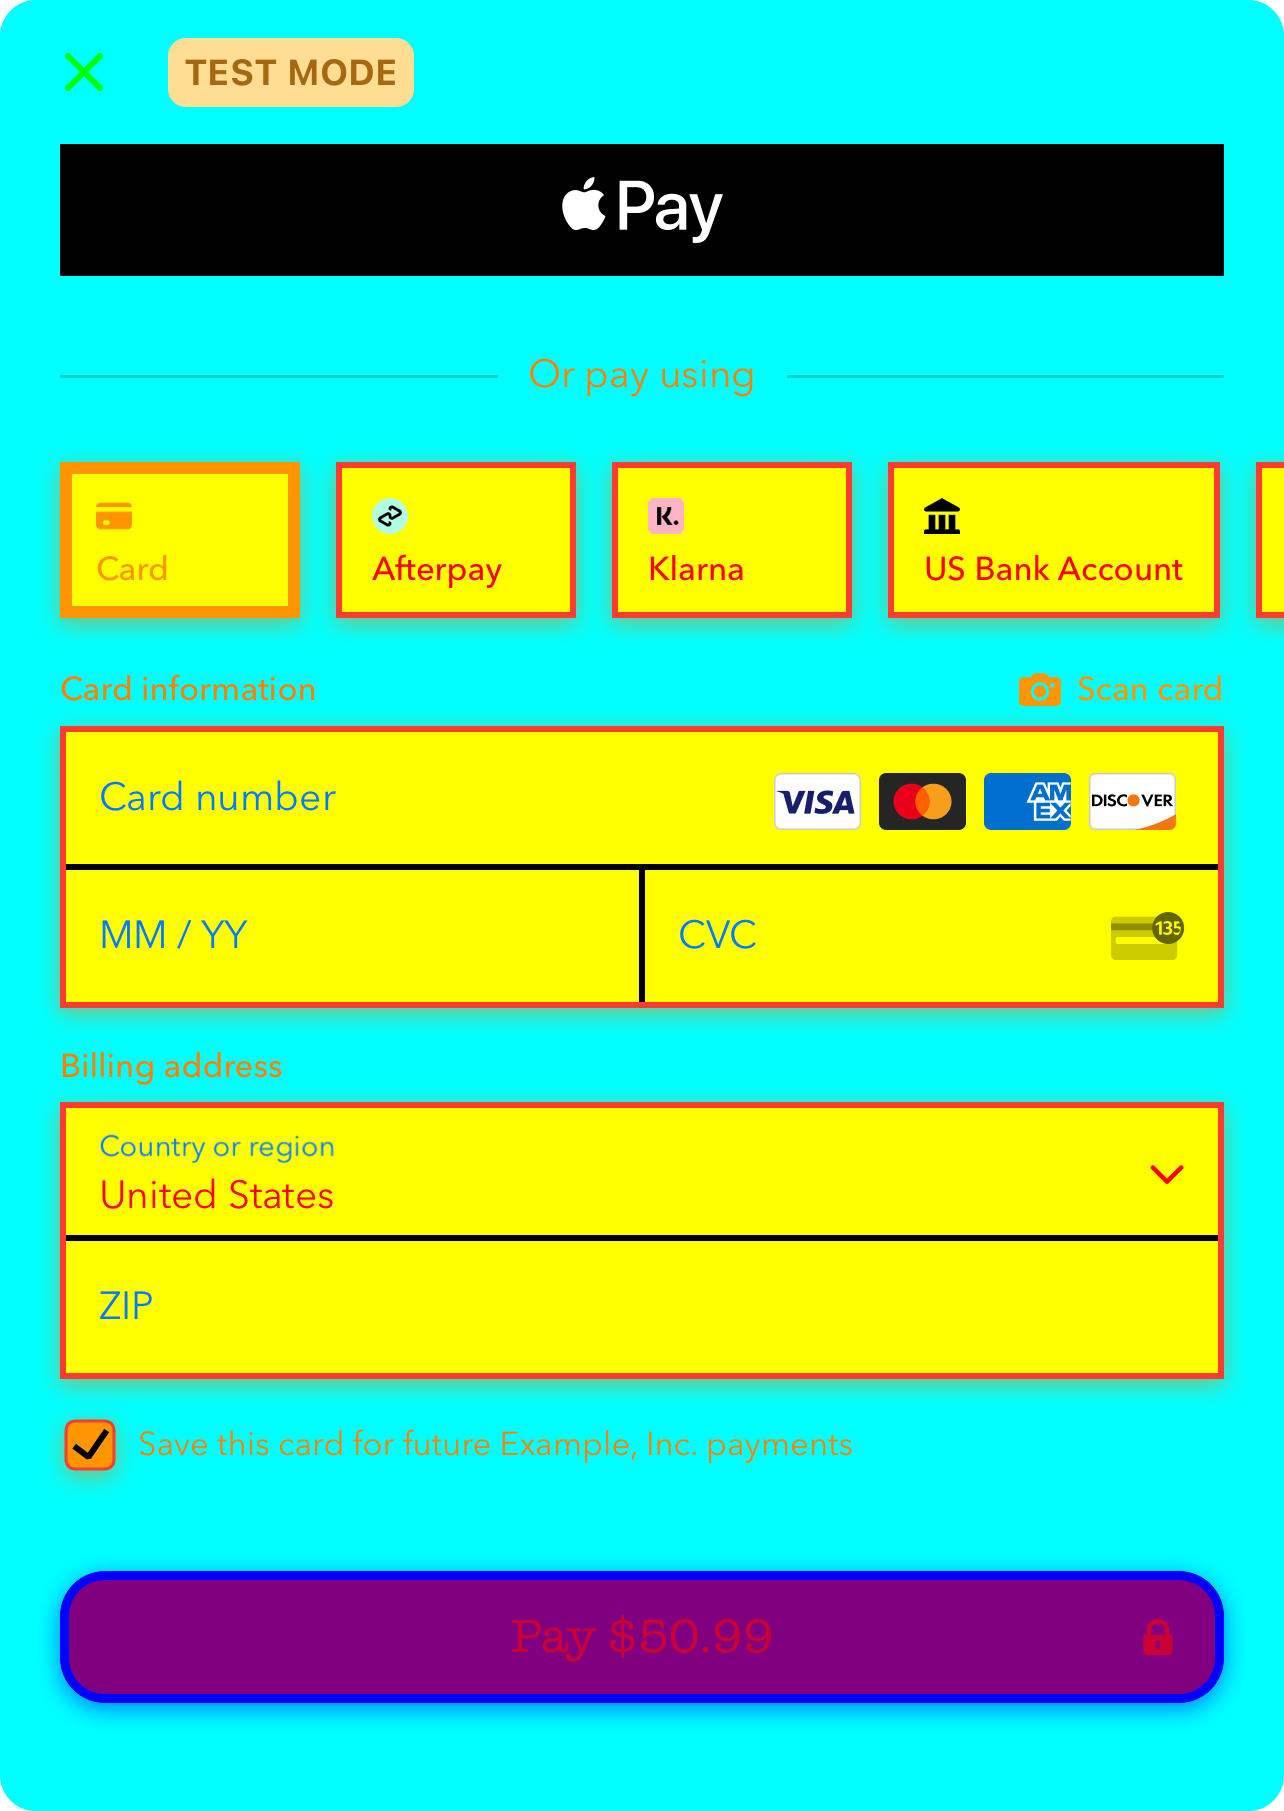 TEST MODE
Pay
Or pay using
Card
Afterpay
K.
Klarna
US Bank Account
Card information
Scan card
Card number
VISA
AM
EX
DISCOVER
MM / YY
CVC
135
Billing address
Country or region
United States
ZIP
Save this card for future Example, Inc. payments
Pay $50.99